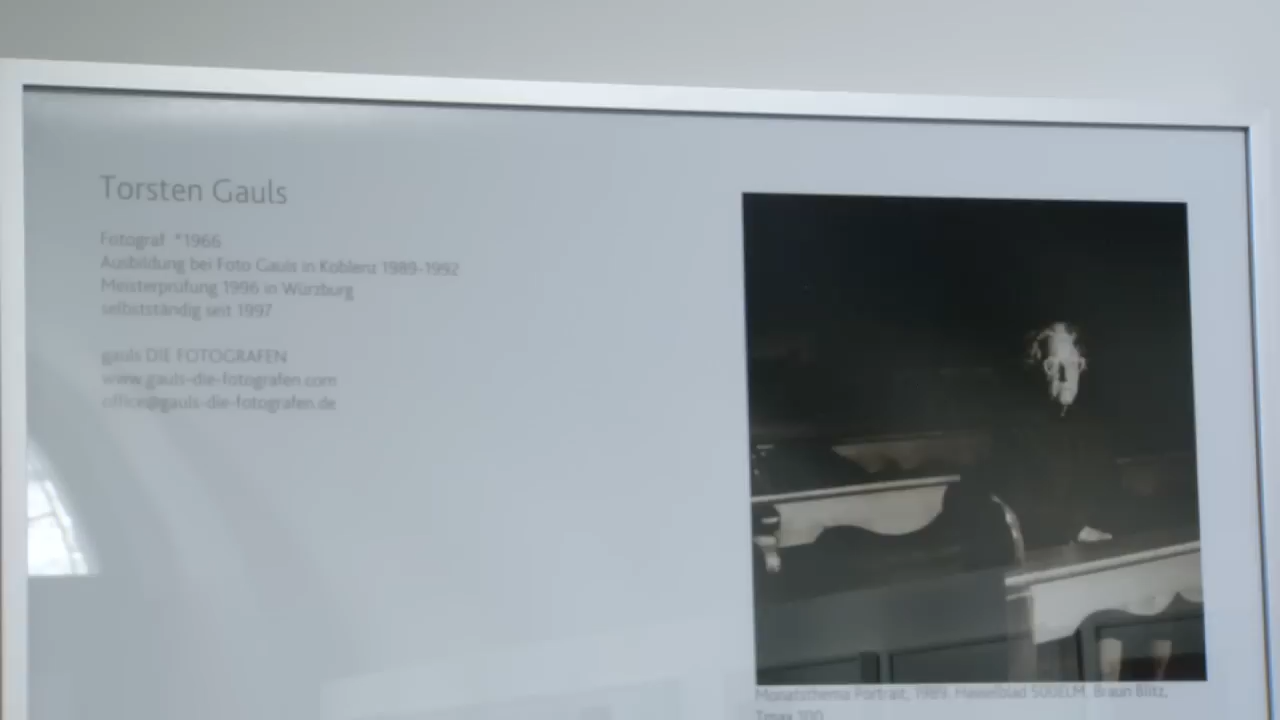 Torsten Gauls
Fotograf *1966
Ausbildung bei Foto Gauls in Koblenz 1989-1992
Meisterprüfung 1996 in Würzburg
selbstständig seit 1997
gauls DIE FOTOGRAFEN
www.gauls-die-fotografen.com
office@gauls-die-fotografen.de
Monatsthema Portrait, 1989. Hasselblad 500ELM. Braun Blitz,
Tmax 100